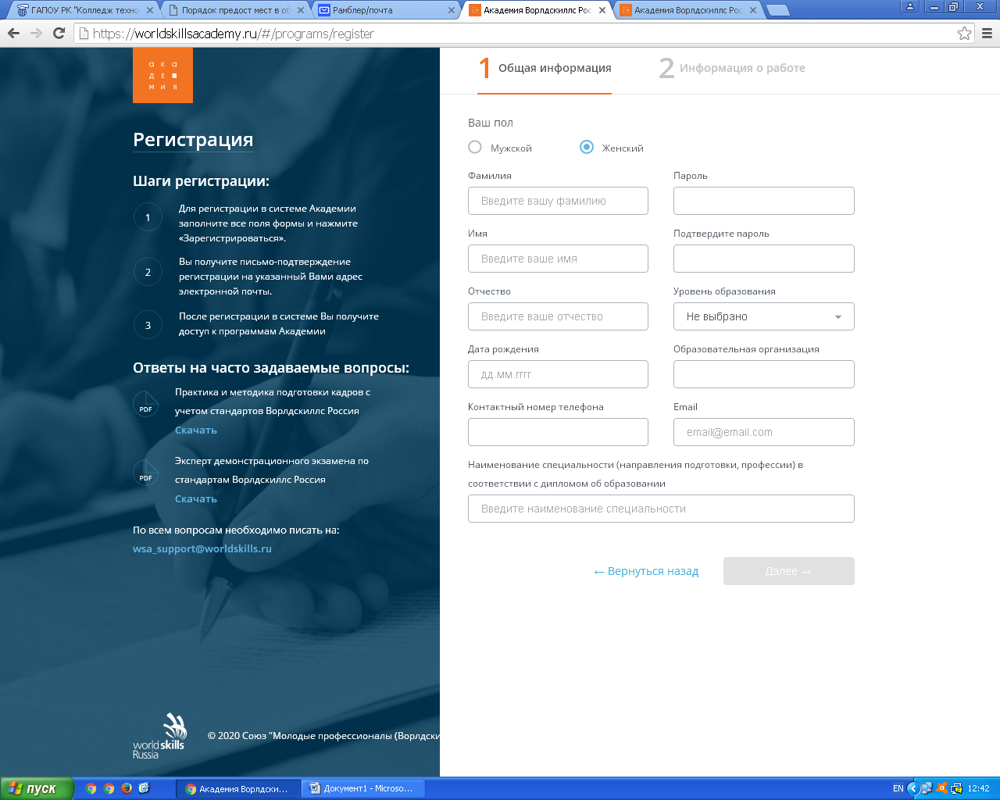 ГАПОУ РК "Колледж техно
Порядок предост мест в об
Рамблер/почта
Академия Ворлдскиллс Рос
Академия Ворлдскиллс Рос
https://worldskillsacademy.ru/#/programs/register
А К А
Д Е
М И Я
1 Общая информация
2 Информация о работе
Регистрация
Шаги регистрации:
1
Для регистрации в системе Академии
заполните все поля формы и нажмите
«Зарегистрироваться».
2
Вы получите письмо-подтверждение
регистрации на указанный Вами адрес
электронной почты.
3
После регистрации в системе Вы получите
доступ к программам Академии
Ответы на часто задаваемые вопросы:
PDF
Практика и методика подготовки кадров с
учетом стандартов Ворлдскиллс Россия
Скачать
PDF
Эксперт демонстрационного экзамена по
стандартам Ворлдскиллс Россия
Скачать
По всем вопросам необходимо писать на:
wsa_support@worldskills.ru
world skills
Russia
© 2020 Союз "Молодые профессионалы (Ворлдски
Ваш пол
Мужской
Женский
Фамилия
Введите вашу фамилию
Пароль
Имя
Введите ваше имя
Подтвердите пароль
Отчество
Введите ваше отчество
Уровень образования
Не выбрано
Дата рождения
дд.мм.гггг
Образовательная организация
Контактный номер телефона
Email
email@email.com
Наименование специальности (направления подготовки, профессии) в
соответствии с дипломом об образовании
Введите наименование специальности
← Вернуться назад
Далее →
пуск
Академия Ворлдски...
Документ1 - Microso...
EN
12:42